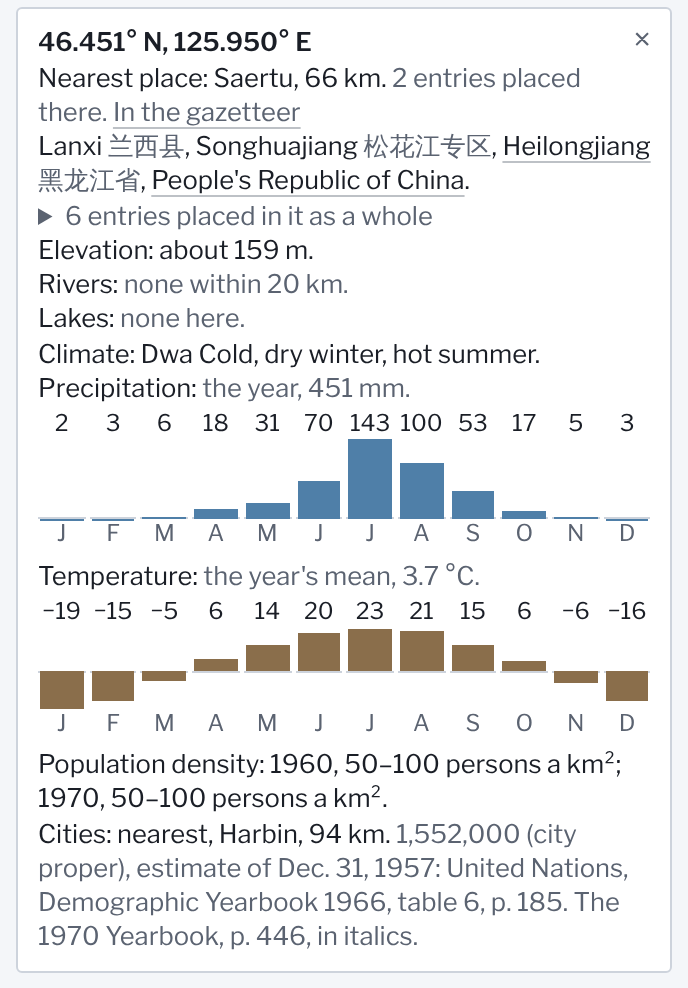 46.451° N, 125.950° E ×
Nearest place: Saertu, 66 km. 2 entries placed
there. In the gazetteer
Lanxi 兰西县, Songhuajiang 松花江专区, Heilongjiang
黑龙江省, People's Republic of China.
▶ 6 entries placed in it as a whole
Elevation: about 159 m.
Rivers: none within 20 km.
Lakes: none here.
Climate: Dwa Cold, dry winter, hot summer.
Precipitation: the year, 451 mm.
2 3 6 18 31 70 143 100 53 17 5 3
J F M A M J J A S O N D
Temperature: the year's mean, 3.7 °C.
−19 −15 −5 6 14 20 23 21 15 6 −6 −16
J F M A M J J A S O N D
Population density: 1960, 50–100 persons a km²;
1970, 50–100 persons a km².
Cities: nearest, Harbin, 94 km. 1,552,000 (city
proper), estimate of Dec. 31, 1957: United Nations,
Demographic Yearbook 1966, table 6, p. 185. The
1970 Yearbook, p. 446, in italics.